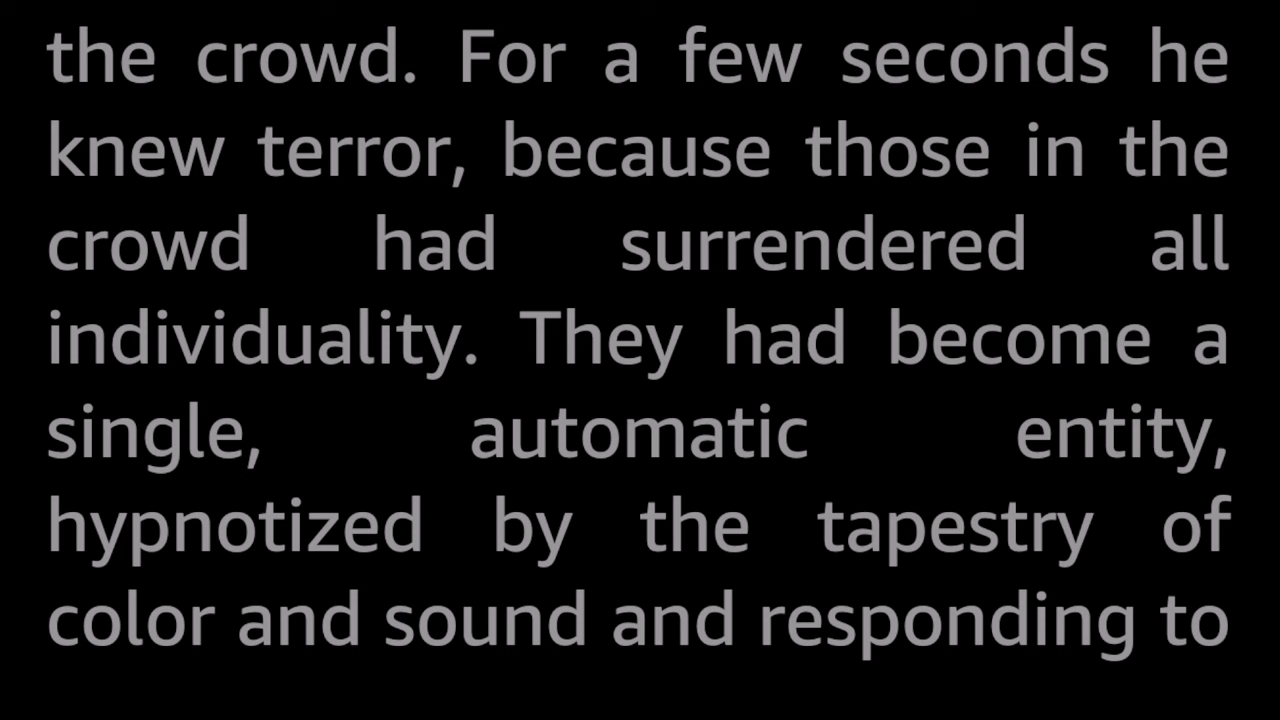 the crowd. For a few seconds he
knew terror, because those in the
crowd had surrendered all
individuality. They had become a
single, automatic entity,
hypnotized by the tapestry of
color and sound and responding to